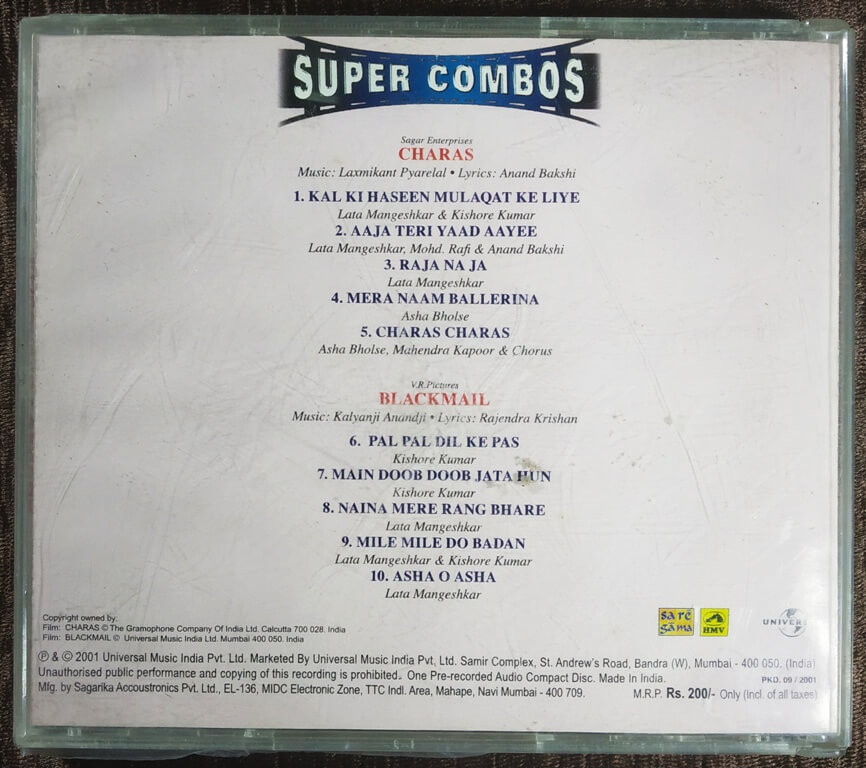 SUPER COMBOS
Sagar Enterprises
CHARAS
Music: Laxmikant Pyarelal • Lyrics: Anand Bakshi
1. KAL KI HASEEN MULAQAT KE LIYE
Lata Mangeshkar & Kishore Kumar
2. AAJA TERI YAAD AAYEE
Lata Mangeshkar, Mohd. Rafi & Anand Bakshi
3. RAJA NA JA
Lata Mangeshkar
4. MERA NAAM BALLERINA
Asha Bholse
5. CHARAS CHARAS
Asha Bholse, Mahendra Kapoor & Chorus
V.R.Pictures
BLACKMAIL
Music: Kalyanji Anandji • Lyrics: Rajendra Krishan
6. PAL PAL DIL KE PAS
Kishore Kumar
7. MAIN DOOB DOOB JATA HUN
Kishore Kumar
8. NAINA MERE RANG BHARE
Lata Mangeshkar
9. MILE MILE DO BADAN
Lata Mangeshkar & Kishore Kumar
10. ASHA O ASHA
Lata Mangeshkar
Copyright owned by:
Film: CHARAS © The Gramophone Company Of India Ltd. Calcutta 700 028. India
Film: BLACKMAIL © Universal Music India Ltd. Mumbai 400 050. India
sa re
gama
HMV
UNIVERS
℗ & © 2001 Universal Music India Pvt. Ltd. Marketed By Universal Music India Pvt, Ltd. Samir Complex, St. Andrew's Road, Bandra (W), Mumbai - 400 050. (India)
Unauthorised public performance and copying of this recording is prohibited. One Pre-recorded Audio Compact Disc. Made In India.
PKD. 09 / 2001
Mfg. by Sagarika Accoustronics Pvt. Ltd., EL-136, MIDC Electronic Zone, TTC Indl. Area, Mahape, Navi Mumbai - 400 709.
M.R.P. Rs. 200/- Only (Incl. of all taxes)